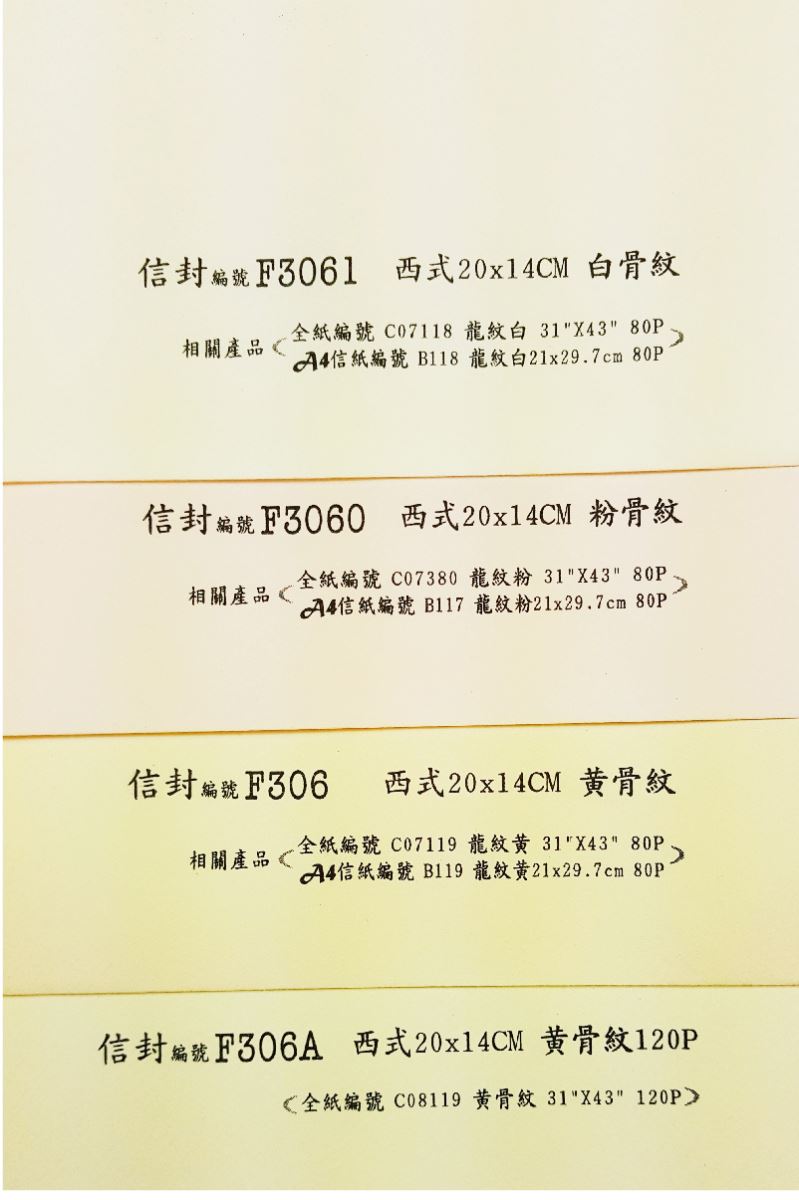 信封編號F3061 西式20x14CM 白骨紋
全紙編號 C07118 龍紋白 31"X43" 80P
相關產品
A4信紙編號 B118 龍紋白21x29.7cm 80P
信封編號F3060 西式20x14CM 粉骨紋
全紙編號 C07380 龍紋粉 31"X43" 80P
相關產品
A4信紙編號 B117 龍紋粉21x29.7cm 80P
信封編號F306 西式20x14CM 黃骨紋
全紙編號 C07119 龍紋黃 31"X43" 80P
相關產品
A4信紙編號 B119 龍紋黃21x29.7cm 80P
信封編號F306A 西式20x14CM 黃骨紋120P
全紙編號 C08119 黃骨紋 31"X43" 120P